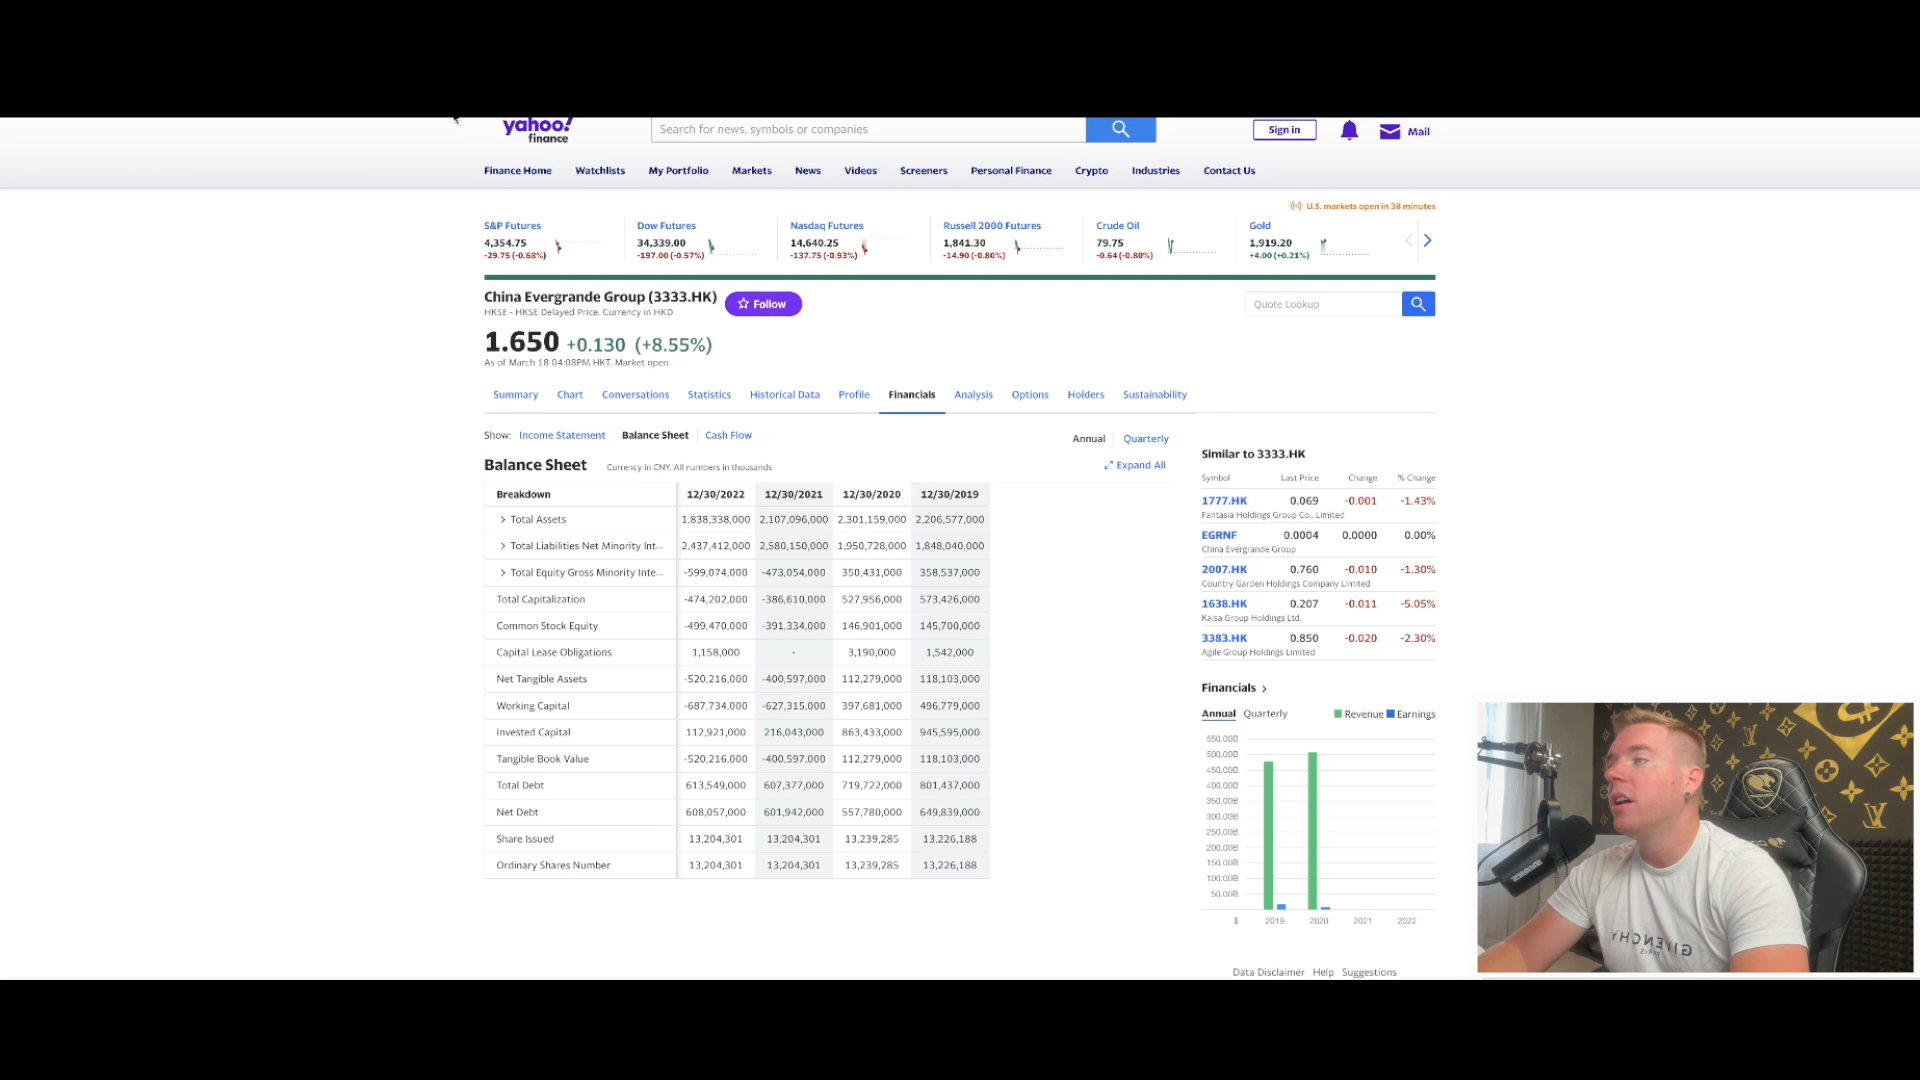 yahoo!
finance
Search for news, symbols or companies
Sign in
Mail
Finance Home Watchlists My Portfolio Markets News Videos Screeners Personal Finance Crypto Industries Contact Us
U.S. markets open in 38 minutes
S&P Futures Dow Futures Nasdaq Futures Russell 2000 Futures Crude Oil Gold
4,354.75 34,339.00 14,640.25 1,841.30 79.75 1,919.20
-29.75 (-0.68%) -197.00 (-0.57%) -137.75 (-0.93%) -14.90 (-0.80%) -0.64 (-0.80%) +4.00 (+0.21%)
China Evergrande Group (3333.HK)
Follow
Quote Lookup
HKSE - HKSE Delayed Price. Currency in HKD
1.650 +0.130 (+8.55%)
As of March 18 04:08PM HKT. Market open.
Summary Chart Conversations Statistics Historical Data Profile Financials Analysis Options Holders Sustainability
Show: Income Statement Balance Sheet Cash Flow
Annual Quarterly
Balance Sheet Currency in CNY. All numbers in thousands
Expand All
Breakdown 12/30/2022 12/30/2021 12/30/2020 12/30/2019
Total Assets 1,838,338,000 2,107,096,000 2,301,159,000 2,206,577,000
Total Liabilities Net Minority Int... 2,437,412,000 2,580,150,000 1,950,728,000 1,848,040,000
Total Equity Gross Minority Inte... -599,074,000 -473,054,000 350,431,000 358,537,000
Total Capitalization -474,202,000 -386,610,000 527,956,000 573,426,000
Common Stock Equity -499,470,000 -391,334,000 146,901,000 145,700,000
Capital Lease Obligations 1,158,000 - 3,190,000 1,542,000
Net Tangible Assets -520,216,000 -400,597,000 112,279,000 118,103,000
Working Capital -687,734,000 -627,315,000 397,681,000 496,779,000
Invested Capital 112,921,000 216,043,000 863,433,000 945,595,000
Tangible Book Value -520,216,000 -400,597,000 112,279,000 118,103,000
Total Debt 613,549,000 607,377,000 719,722,000 801,437,000
Net Debt 608,057,000 601,942,000 557,780,000 649,839,000
Share Issued 13,204,301 13,204,301 13,239,285 13,226,188
Ordinary Shares Number 13,204,301 13,204,301 13,239,285 13,226,188
Similar to 3333.HK
Symbol Last Price Change % Change
1777.HK 0.069 -0.001 -1.43%
Fantasia Holdings Group Co., Limited
EGRNF 0.0004 0.0000 0.00%
China Evergrande Group
2007.HK 0.760 -0.010 -1.30%
Country Garden Holdings Company Limited
1638.HK 0.207 -0.011 -5.05%
Kaisa Group Holdings Ltd.
3383.HK 0.850 -0.020 -2.30%
Agile Group Holdings Limited
Financials
Annual Quarterly Revenue Earnings
550.00B
500.00B
450.00B
400.00B
350.00B
300.00B
250.00B
200.00B
150.00B
100.00B
50.00B
$ 2019 2020 2021 2022
Data Disclaimer Help Suggestions
GIVENCHY
PARIS